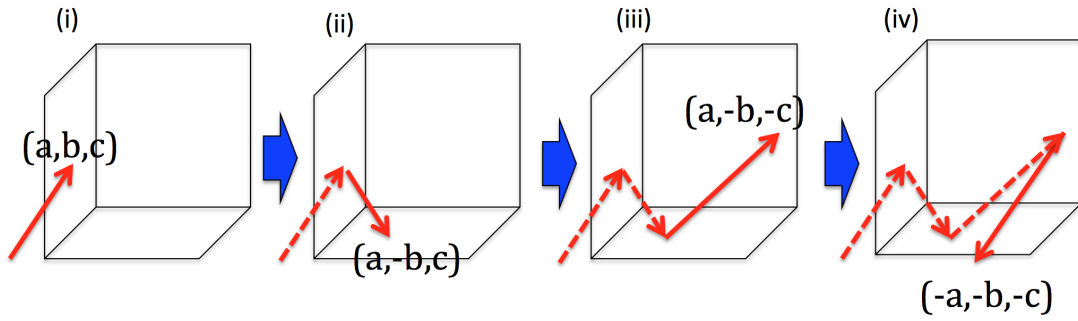 (i)
(a,b,c)
(ii)
(a,-b,c)
(iii)
(a,-b,-c)
(iv)
(-a,-b,-c)